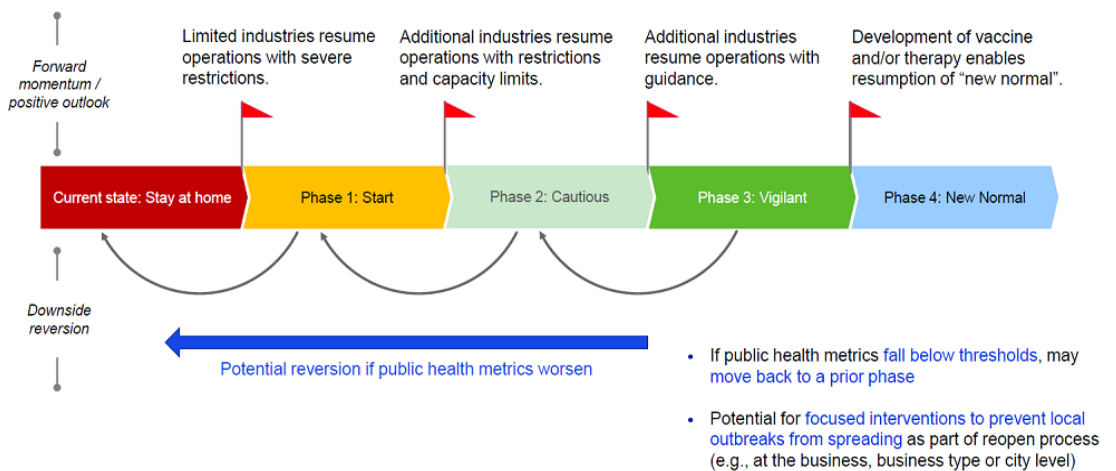 Forward
momentum /
positive outlook
Limited industries resume
operations with severe
restrictions.
Additional industries resume
operations with restrictions
and capacity limits.
Additional industries
resume operations with
guidance.
Development of vaccine
and/or therapy enables
resumption of “new normal”.
Current state: Stay at home
Phase 1: Start
Phase 2: Cautious
Phase 3: Vigilant
Phase 4: New Normal
Downside
reversion
Potential reversion if public health metrics worsen
• If public health metrics fall below thresholds, may
move back to a prior phase
• Potential for focused interventions to prevent local
outbreaks from spreading as part of reopen process
(e.g., at the business, business type or city level)